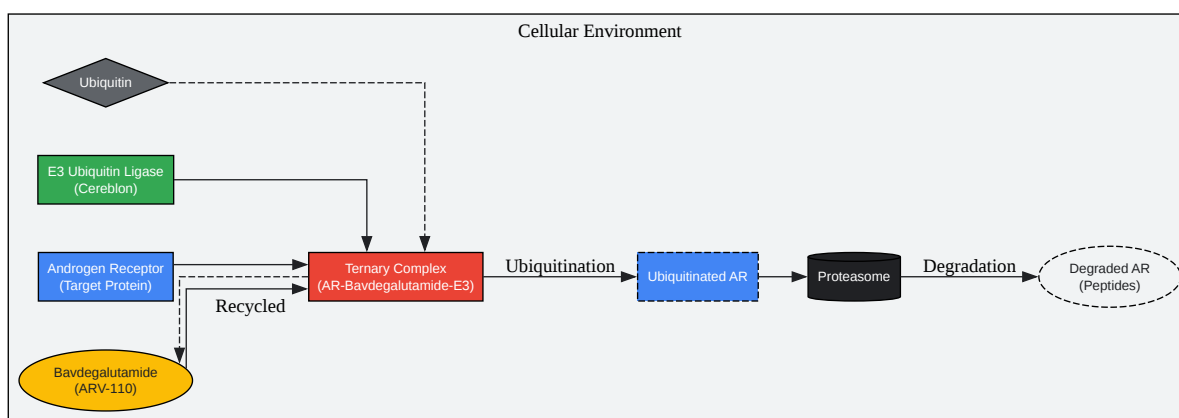 Cellular Environment
Ubiquitin
E3 Ubiquitin Ligase
(Cereblon)
Androgen Receptor
(Target Protein)
Ternary Complex
(AR-Bavdegalutamide-E3)
Ubiquitination
Ubiquitinated AR
Proteasome
Degradation
Degraded AR
(Peptides)
Recycled
Bavdegalutamide
(ARV-110)